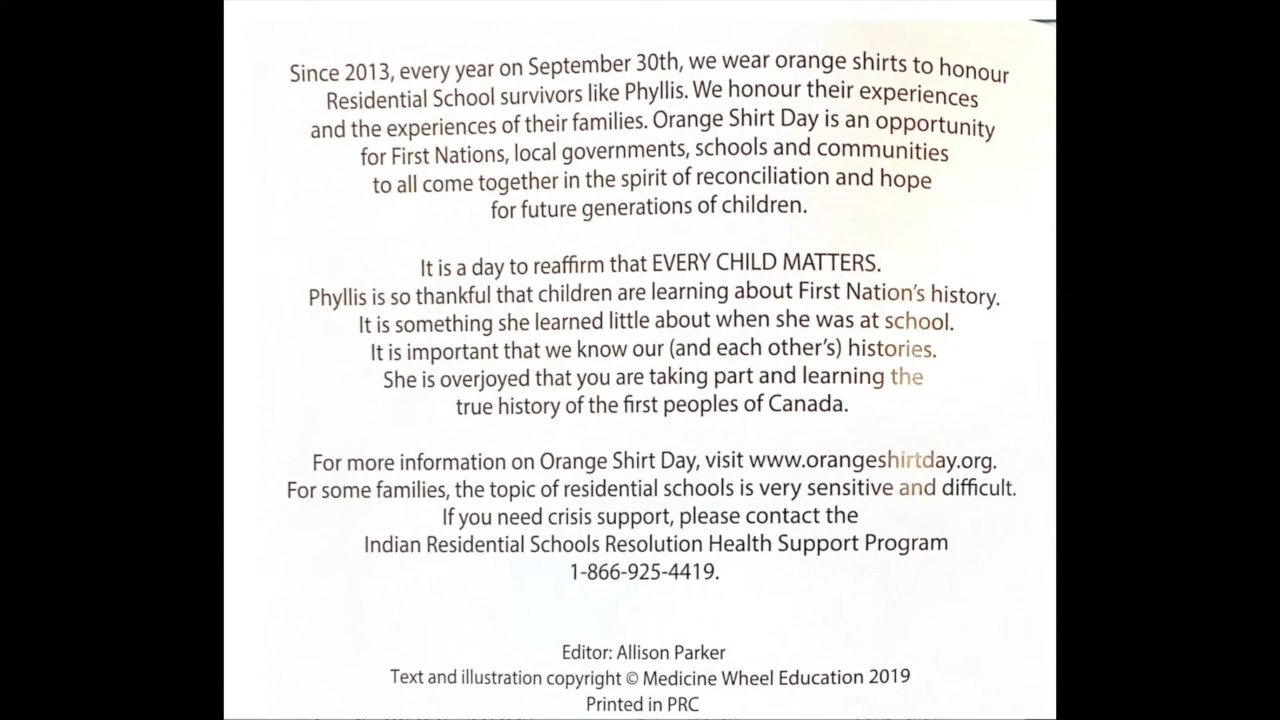 Since 2013, every year on September 30th, we wear orange shirts to honour
Residential School survivors like Phyllis. We honour their experiences
and the experiences of their families. Orange Shirt Day is an opportunity
for First Nations, local governments, schools and communities
to all come together in the spirit of reconciliation and hope
for future generations of children.
It is a day to reaffirm that EVERY CHILD MATTERS.
Phyllis is so thankful that children are learning about First Nation's history.
It is something she learned little about when she was at school.
It is important that we know our (and each other's) histories.
She is overjoyed that you are taking part and learning the
true history of the first peoples of Canada.
For more information on Orange Shirt Day, visit www.orangeshirtday.org.
For some families, the topic of residential schools is very sensitive and difficult.
If you need crisis support, please contact the
Indian Residential Schools Resolution Health Support Program
1-866-925-4419.
Editor: Allison Parker
Text and illustration copyright © Medicine Wheel Education 2019
Printed in PRC